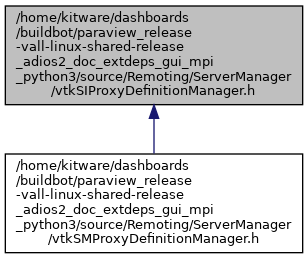 /home/kitware/dashboards
/buildbot/paraview_release
-vall-linux-shared-release
_adios2_doc_extdeps_gui_mpi
_python3/source/Remoting/ServerManager
/vtkSIProxyDefinitionManager.h
/home/kitware/dashboards
/buildbot/paraview_release
-vall-linux-shared-release
_adios2_doc_extdeps_gui_mpi
_python3/source/Remoting/ServerManager
/vtkSMProxyDefinitionManager.h